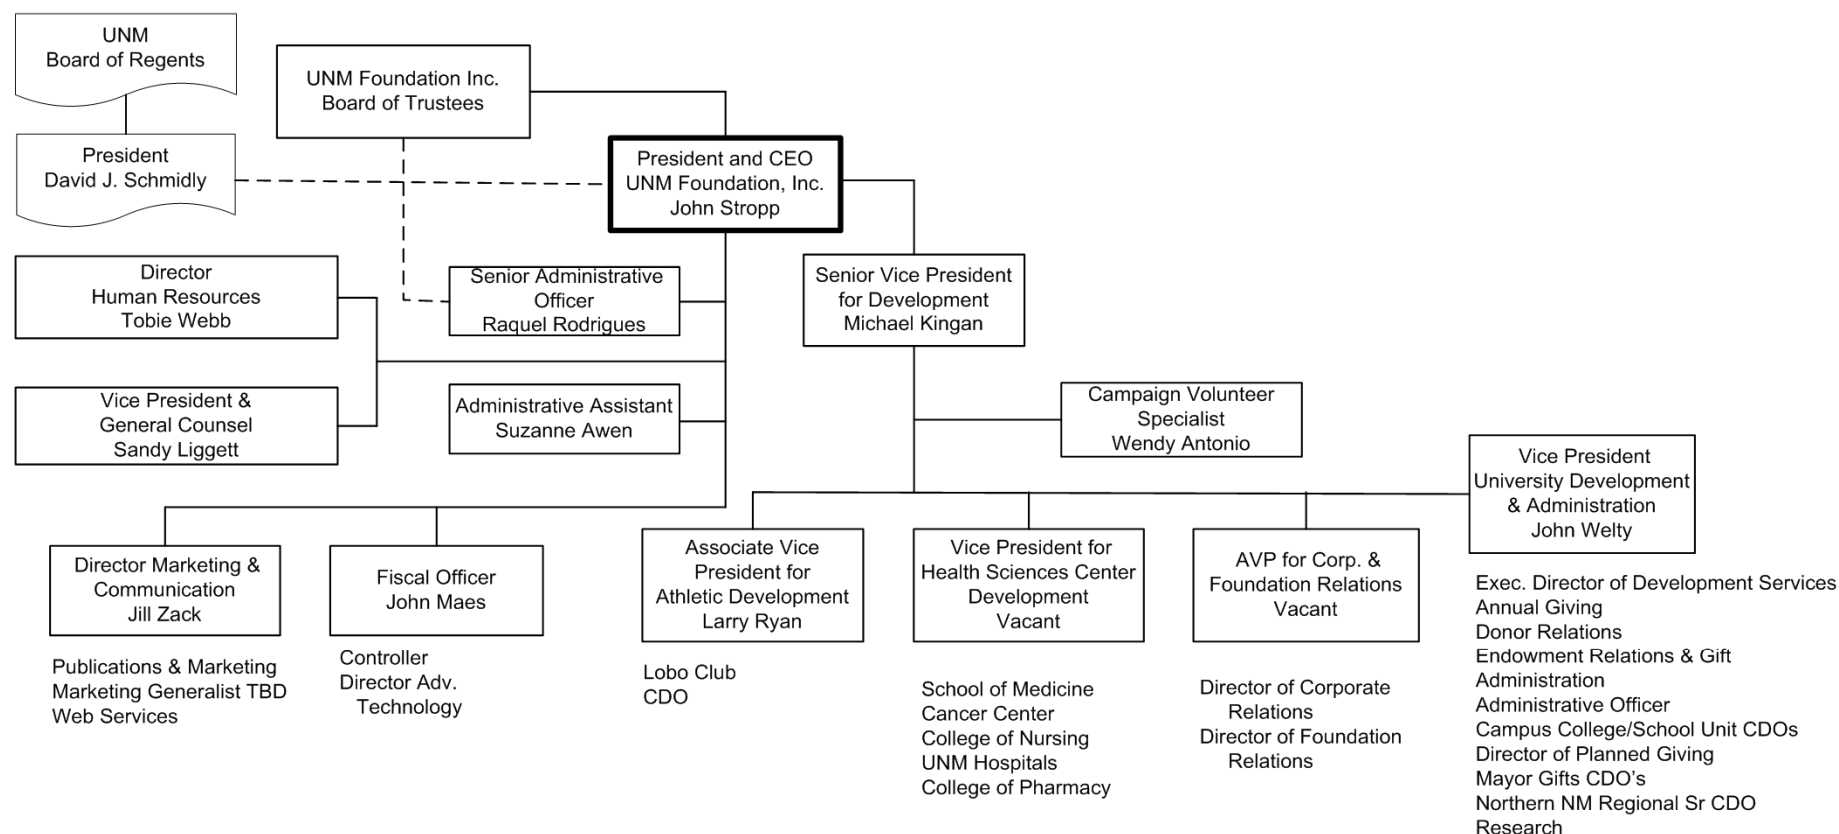 UNM
Board of Regents
UNM Foundation Inc.
Board of Trustees
President
David J. Schmidly
President and CEO
UNM Foundation, Inc.
John Stropp
Director
Human Resources
Tobie Webb
Senior Administrative
Officer
Raquel Rodrigues
Senior Vice President
for Development
Michael Kingan
Vice President &
General Counsel
Sandy Liggett
Administrative Assistant
Suzanne Awen
Campaign Volunteer
Specialist
Wendy Antonio
Vice President
University Development
& Administration
John Welty
Director Marketing &
Communication
Jill Zack
Fiscal Officer
John Maes
Associate Vice
President for
Athletic Development
Larry Ryan
Vice President for
Health Sciences Center
Development
Vacant
AVP for Corp. &
Foundation Relations
Vacant
Publications & Marketing
Marketing Generalist TBD
Web Services
Controller
Director Adv.
Technology
Lobo Club
CDO
School of Medicine
Cancer Center
College of Nursing
UNM Hospitals
College of Pharmacy
Director of Corporate
Relations
Director of Foundation
Relations
Exec. Director of Development Services
Annual Giving
Donor Relations
Endowment Relations & Gift
Administration
Administrative Officer
Campus College/School Unit CDOs
Director of Planned Giving
Mayor Gifts CDO's
Northern NM Regional Sr CDO
Research